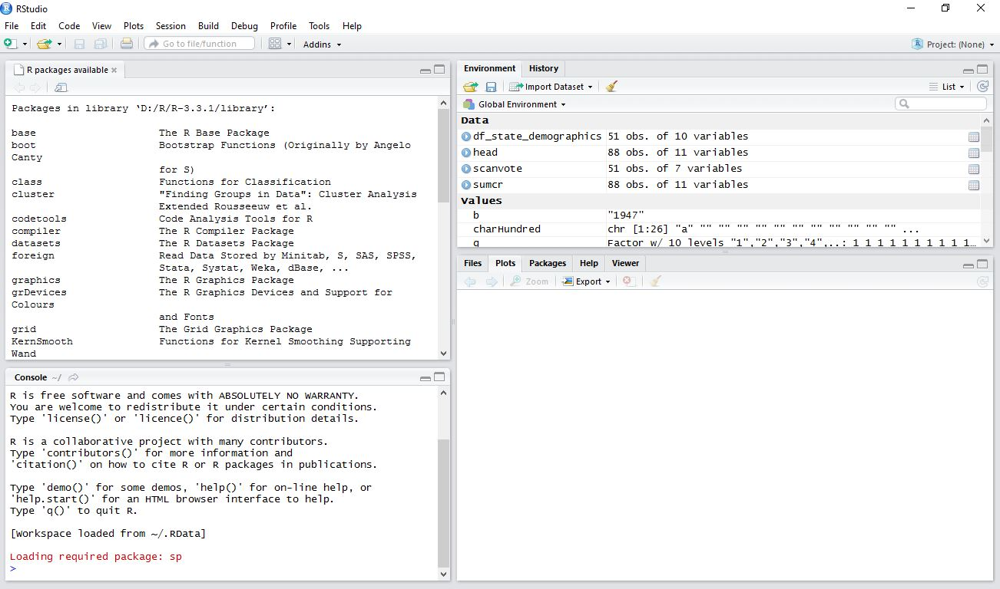 RStudio
File Edit Code View Plots Session Build Debug Profile Tools Help
Go to file/function Addins Project: (None)
R packages available
Packages in library ‘D:/R/R-3.3.1/library’:
base The R Base Package
boot Bootstrap Functions (Originally by Angelo
Canty
for S)
class Functions for Classification
cluster "Finding Groups in Data": Cluster Analysis
Extended Rousseeuw et al.
codetools Code Analysis Tools for R
compiler The R Compiler Package
datasets The R Datasets Package
foreign Read Data Stored by Minitab, S, SAS, SPSS,
Stata, Systat, Weka, dBase, ...
graphics The R Graphics Package
grDevices The R Graphics Devices and Support for
Colours
and Fonts
grid The Grid Graphics Package
KernSmooth Functions for Kernel Smoothing Supporting
Wand
Console ~/
R is free software and comes with ABSOLUTELY NO WARRANTY.
You are welcome to redistribute it under certain conditions.
Type 'license()' or 'licence()' for distribution details.
R is a collaborative project with many contributors.
Type 'contributors()' for more information and
'citation()' on how to cite R or R packages in publications.
Type 'demo()' for some demos, 'help()' for on-line help, or
'help.start()' for an HTML browser interface to help.
Type 'q()' to quit R.
[Workspace loaded from ~/.RData]
Loading required package: sp
>
Environment History
Import Dataset List
Global Environment
Data
df_state_demographics 51 obs. of 10 variables
head 88 obs. of 11 variables
scanvote 51 obs. of 7 variables
sumcr 88 obs. of 11 variables
Values
b "1947"
charHundred chr [1:26] "a" "" "" "" "" "" "" "" "" "" "" ...
Factor w/ 10 levels "1","2","3","4",..: 1 1 1 1 1 1 1 1 1 1…
Files Plots Packages Help Viewer
Zoom Export